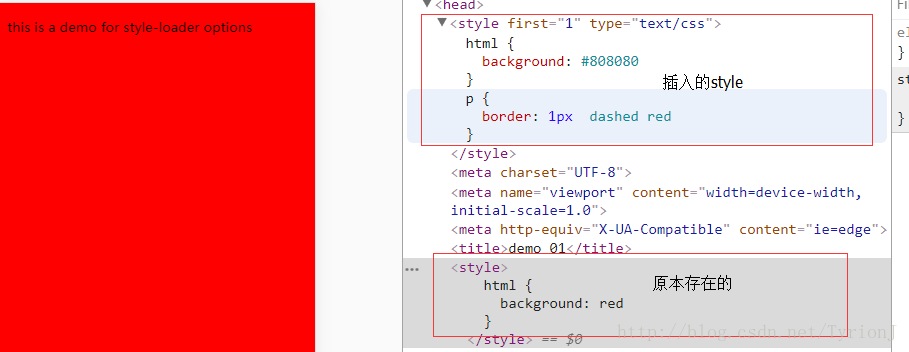 this is a demo for style-loader options
▼<head>
▼<style first="1" type="text/css">
html {
background: #808080
}
插入的style
p {
border: 1px  dashed red
}
</style>
<meta charset="UTF-8">
<meta name="viewport" content="width=device-width,
initial-scale=1.0">
<meta http-equiv="X-UA-Compatible" content="ie=edge">
<title>demo 01</title>
<style>
html {
原本存在的
background: red
}
</style> == $0
http://blog.csdn.net/TyrionJ
Fi
el
}
st
}